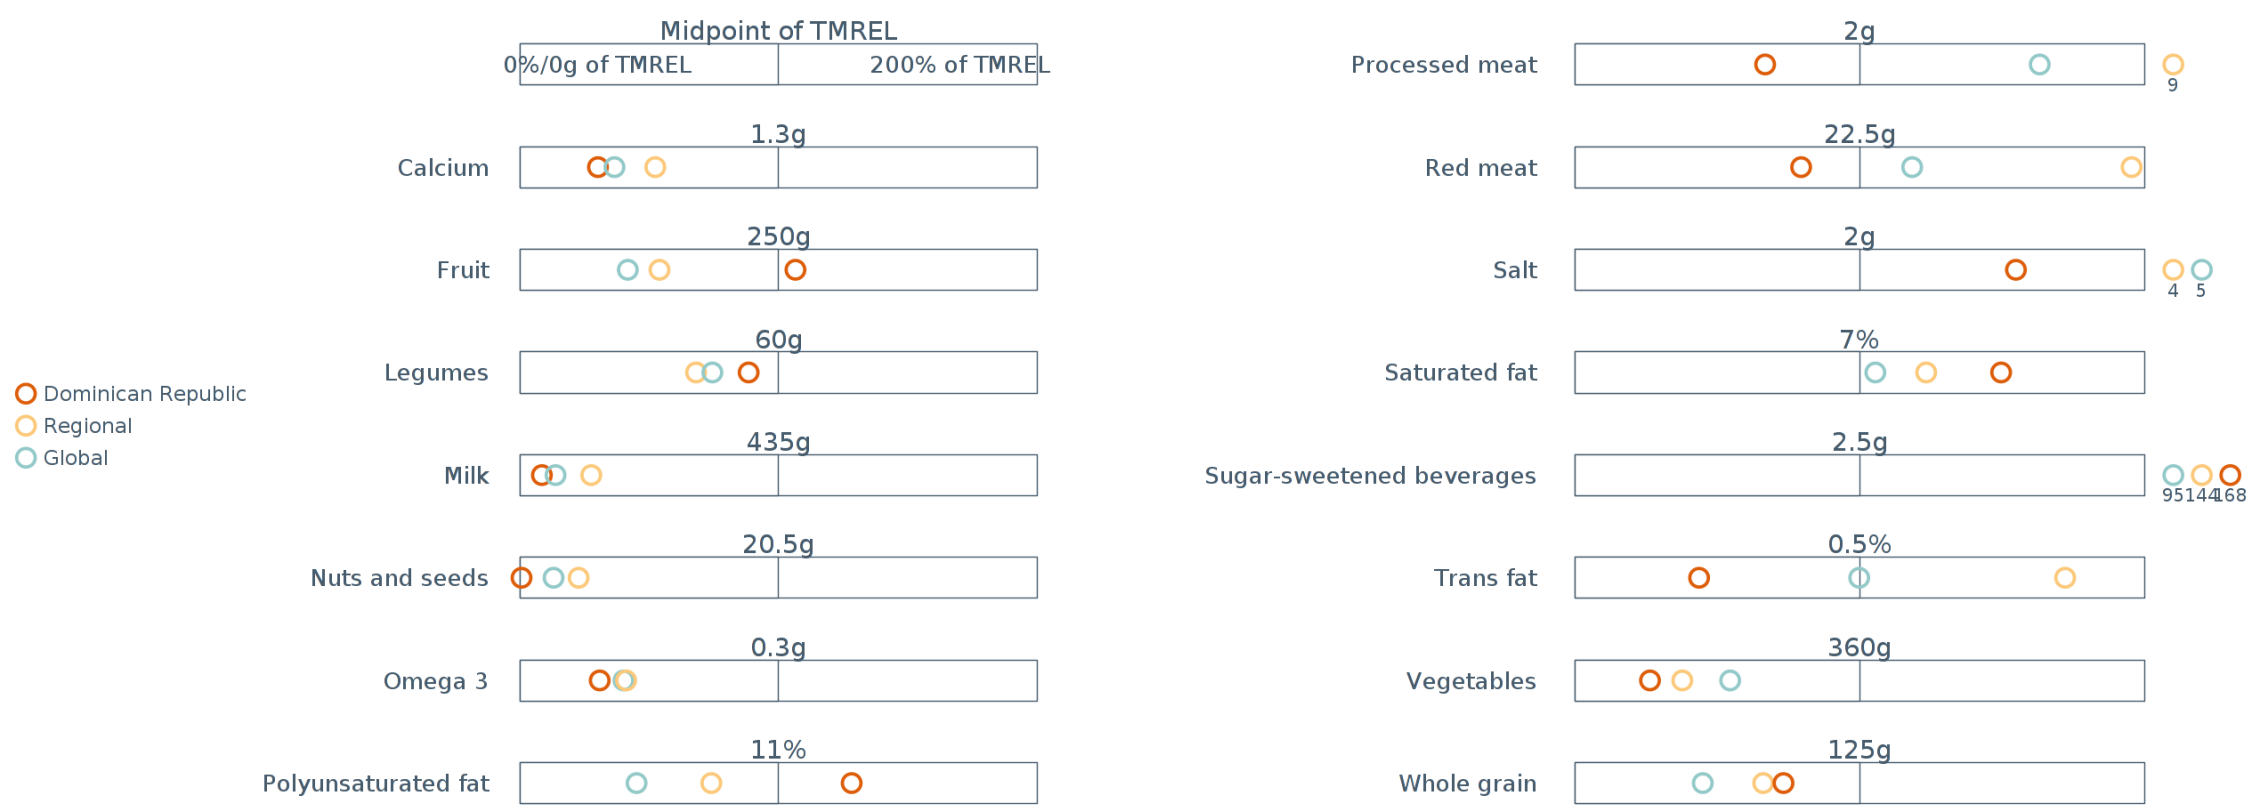 Midpoint of TMREL
0%/0g of TMREL
200% of TMREL
1.3g
Calcium
250g
Fruit
60g
Legumes
435g
Milk
20.5g
Nuts and seeds
0.3g
Omega 3
11%
Polyunsaturated fat
2g
Processed meat
9
22.5g
Red meat
2g
Salt
4
5
7%
Saturated fat
2.5g
Sugar-sweetened beverages
95
144
168
0.5%
Trans fat
360g
Vegetables
125g
Whole grain
Dominican Republic
Regional
Global